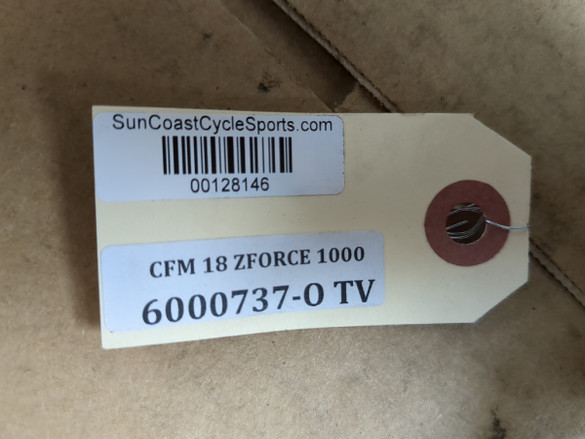 SunCoastCycleSports.com
00128146
CFM 18 ZFORCE 1000
6000737-O TV